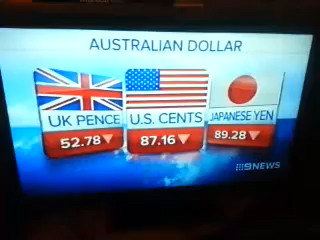 AUSTRALIAN DOLLAR
UK PENCE U.S. CENTS JAPANESE YEN
52.78▼ 87.16▼ 89.28▼
9NEWS